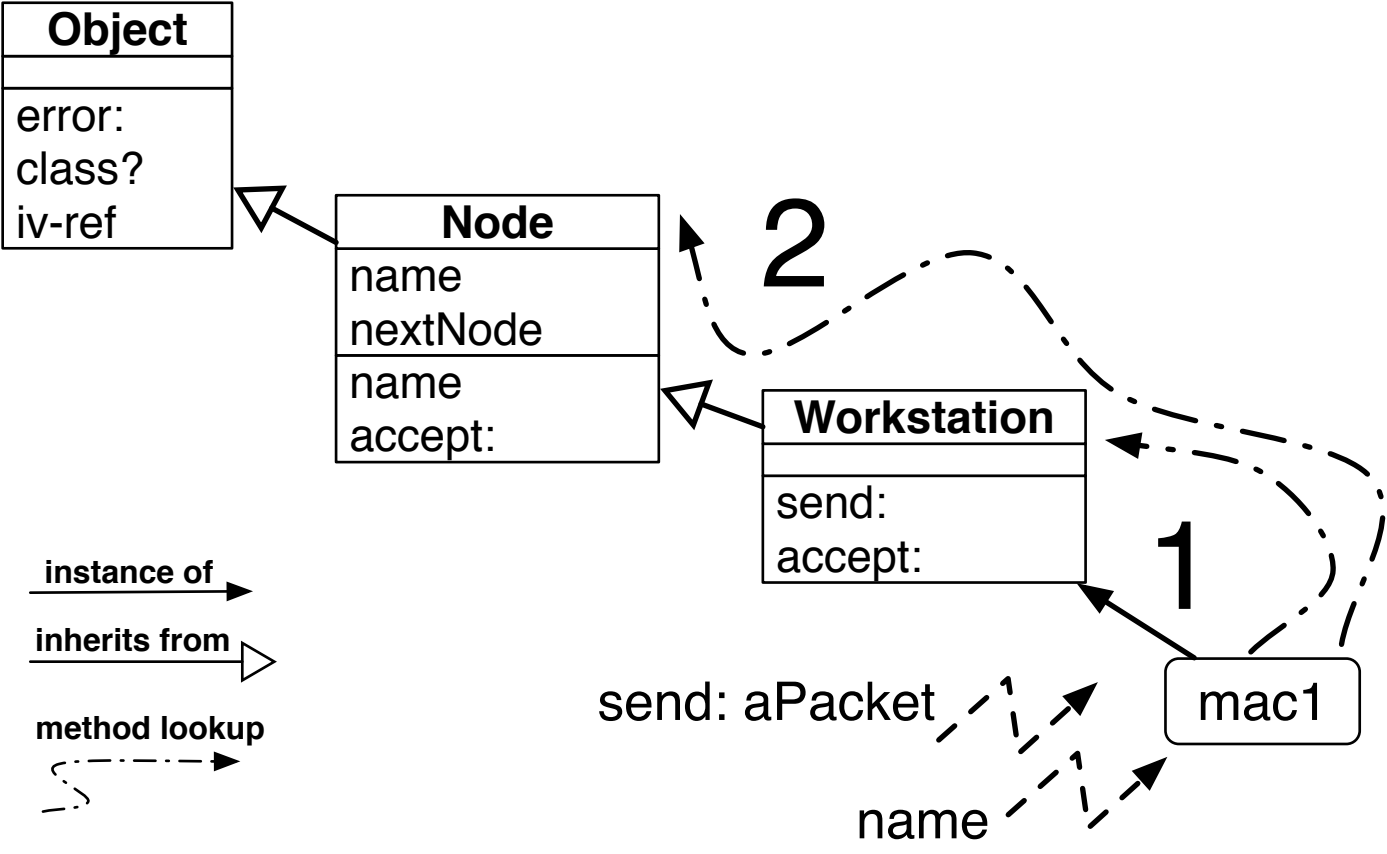 Object
error:
class?
iv-ref
Node
name
nextNode
name
accept:
2
Workstation
send:
accept:
1
instance of
inherits from
method lookup
send: aPacket
mac1
name